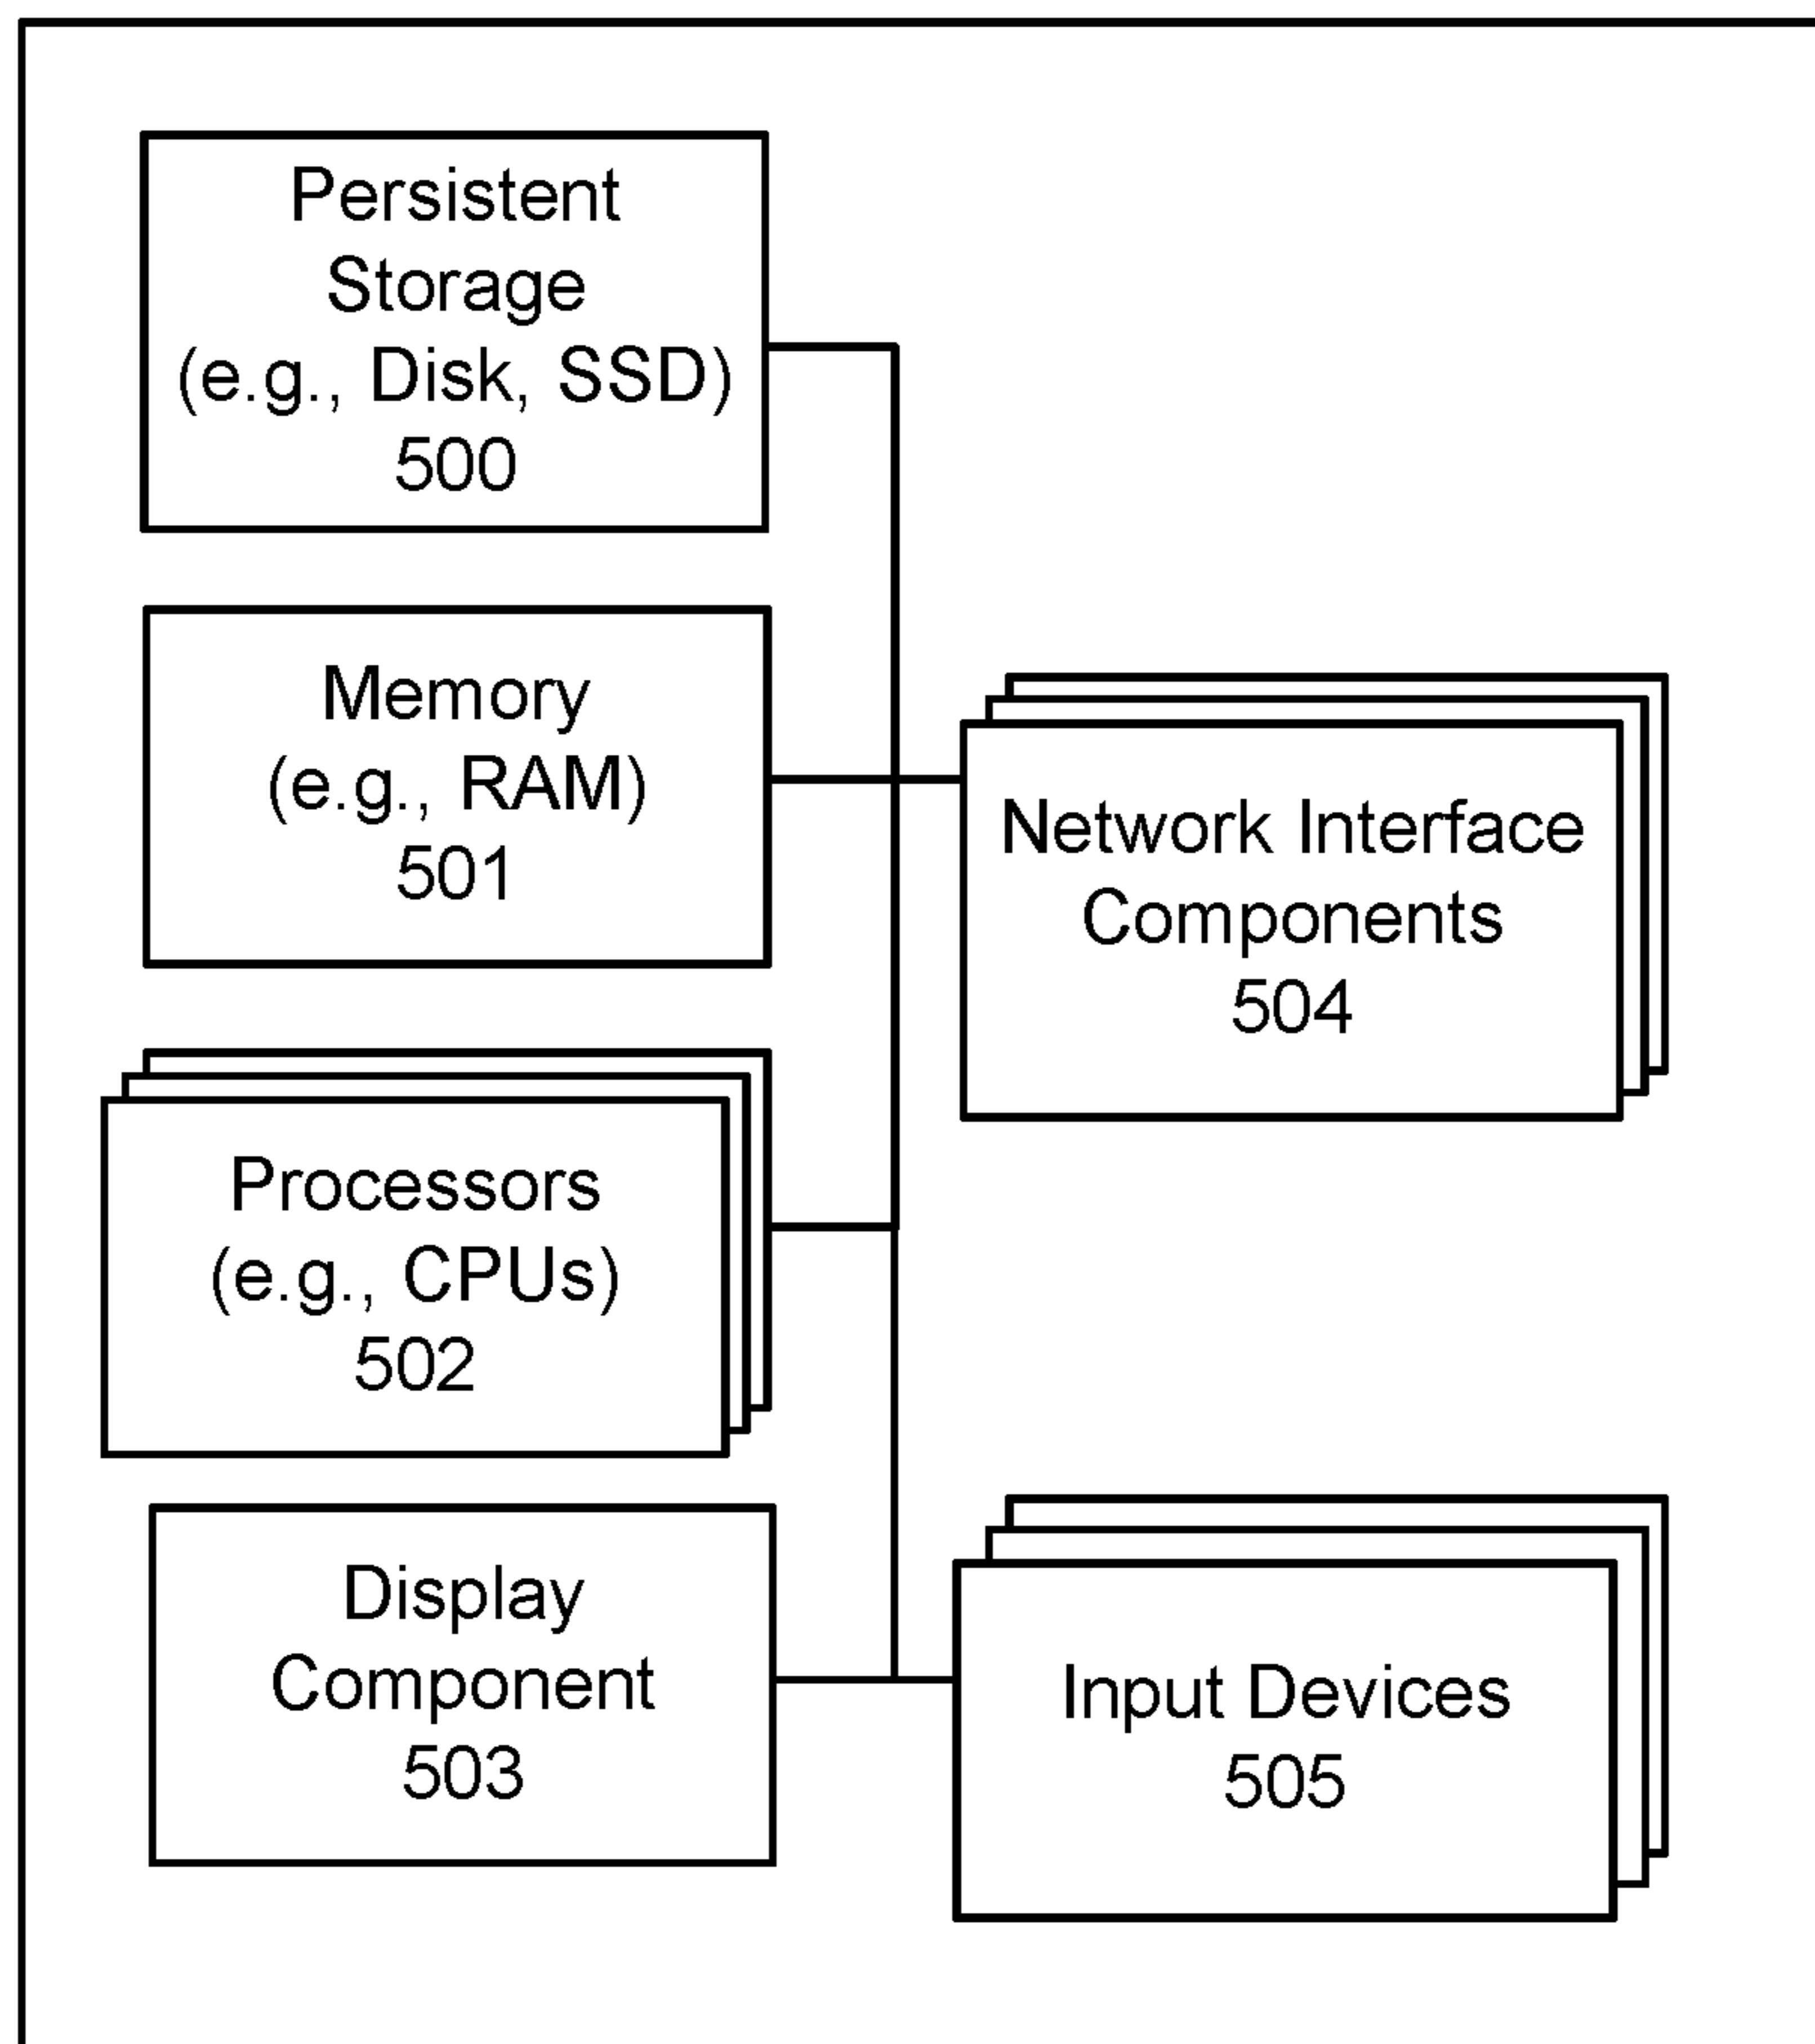 Persistent
Storage
(e.g., Disk, SSD)
500
Memory
(e.g., RAM)
501
Network Interface
Components
504
Processors
(e.g., CPUs)
502
Display
Component
503
Input Devices
505